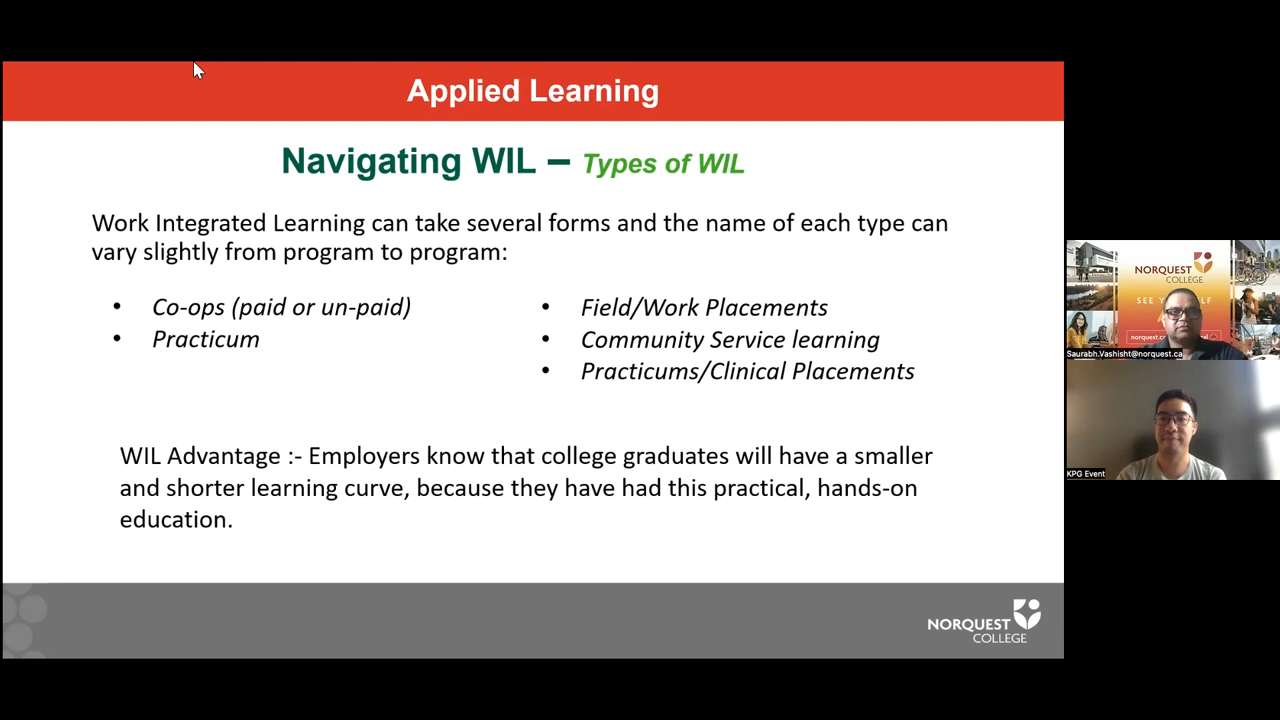 Applied Learning
Navigating WIL – Types of WIL
Work Integrated Learning can take several forms and the name of each type can
vary slightly from program to program:
• Co-ops (paid or un-paid)
• Practicum
• Field/Work Placements
• Community Service learning
• Practicums/Clinical Placements
WIL Advantage :- Employers know that college graduates will have a smaller
and shorter learning curve, because they have had this practical, hands-on
education.
NORQUEST
COLLEGE
NORQUEST
COLLEGE
Saurabh.Vashisht@norquest.ca
KPG Event